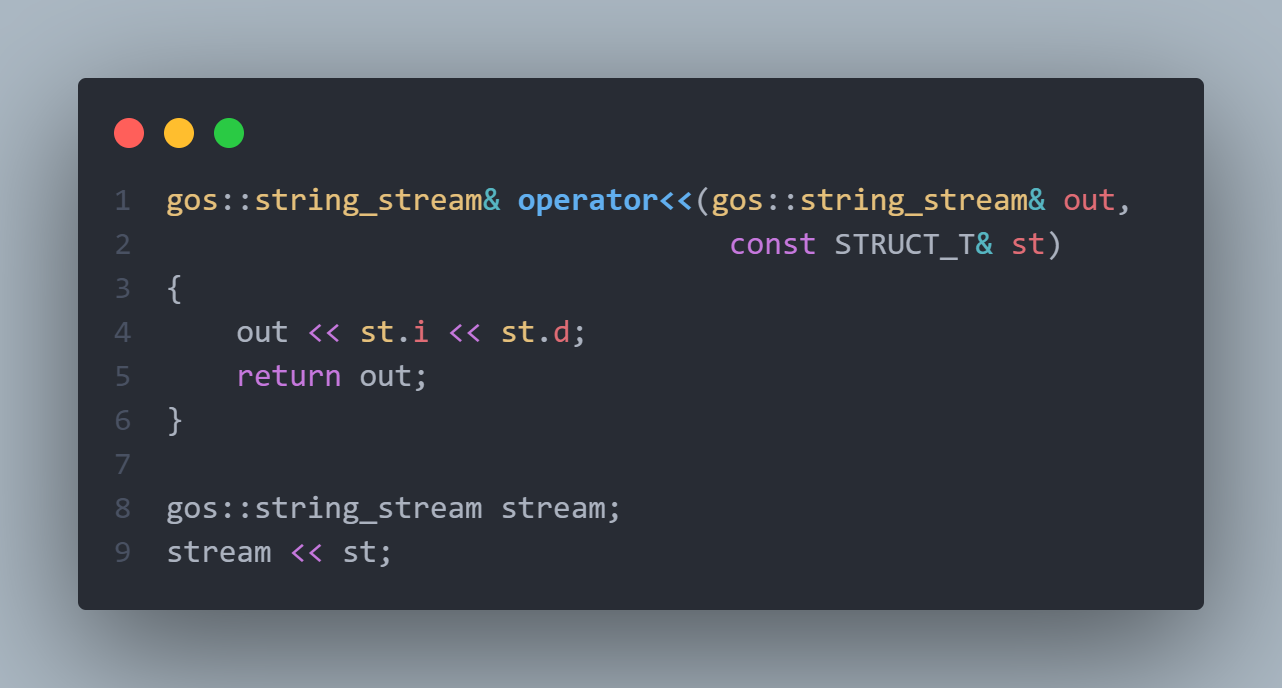 1 gos::string_stream& operator<<(gos::string_stream& out,
2                                 const STRUCT_T& st)
3 {
4     out << st.i << st.d;
5     return out;
6 }
7
8 gos::string_stream stream;
9 stream << st;